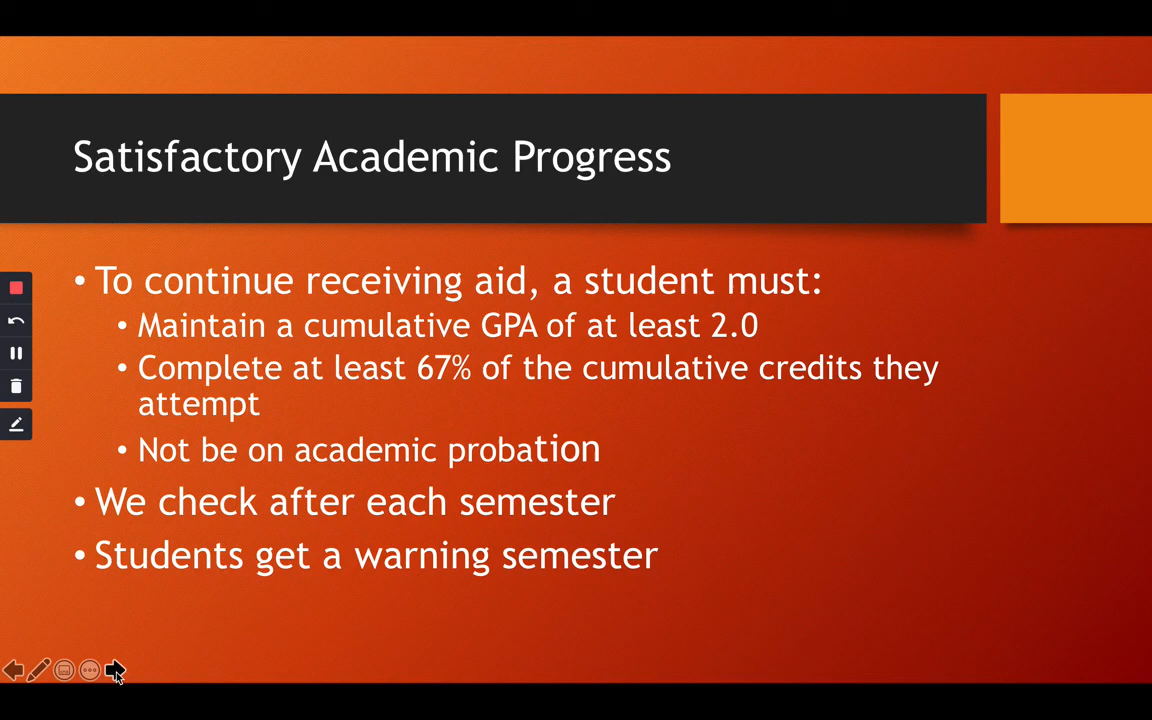 Satisfactory Academic Progress
• To continue receiving aid, a student must:
• Maintain a cumulative GPA of at least 2.0
• Complete at least 67% of the cumulative credits they
attempt
• Not be on academic probation
• We check after each semester
• Students get a warning semester